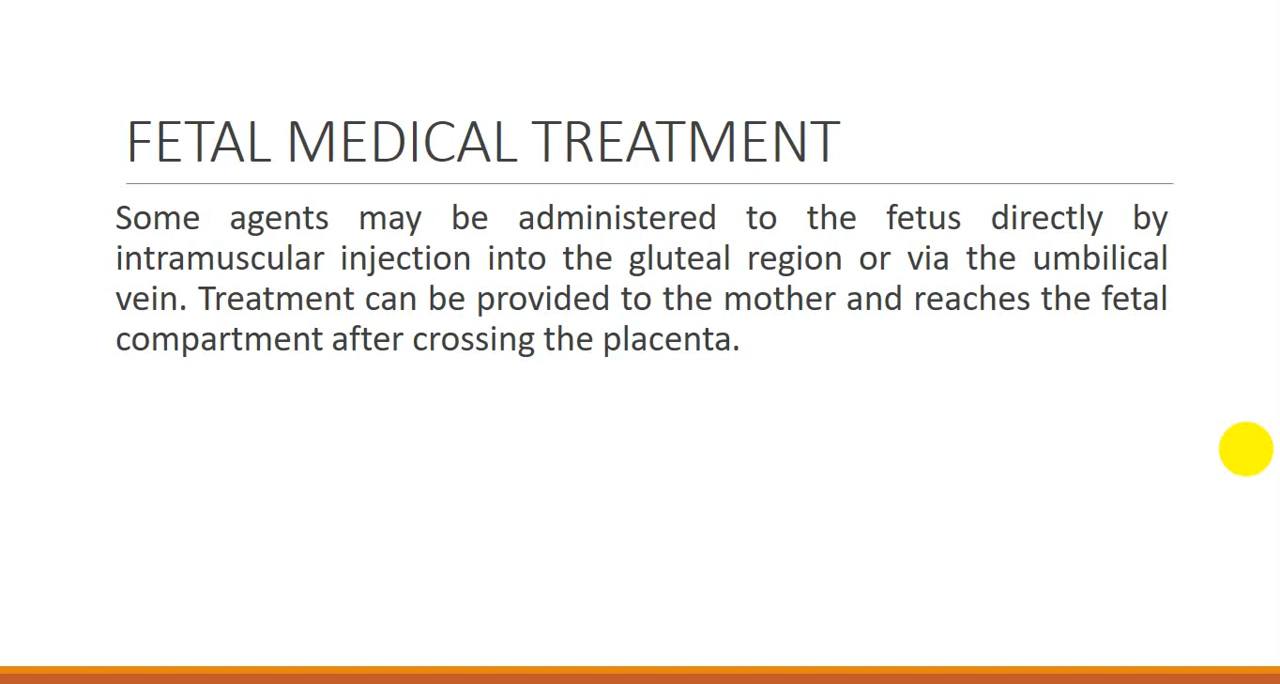 FETAL MEDICAL TREATMENT
Some agents may be administered to the fetus directly by
intramuscular injection into the gluteal region or via the umbilical
vein. Treatment can be provided to the mother and reaches the fetal
compartment after crossing the placenta.